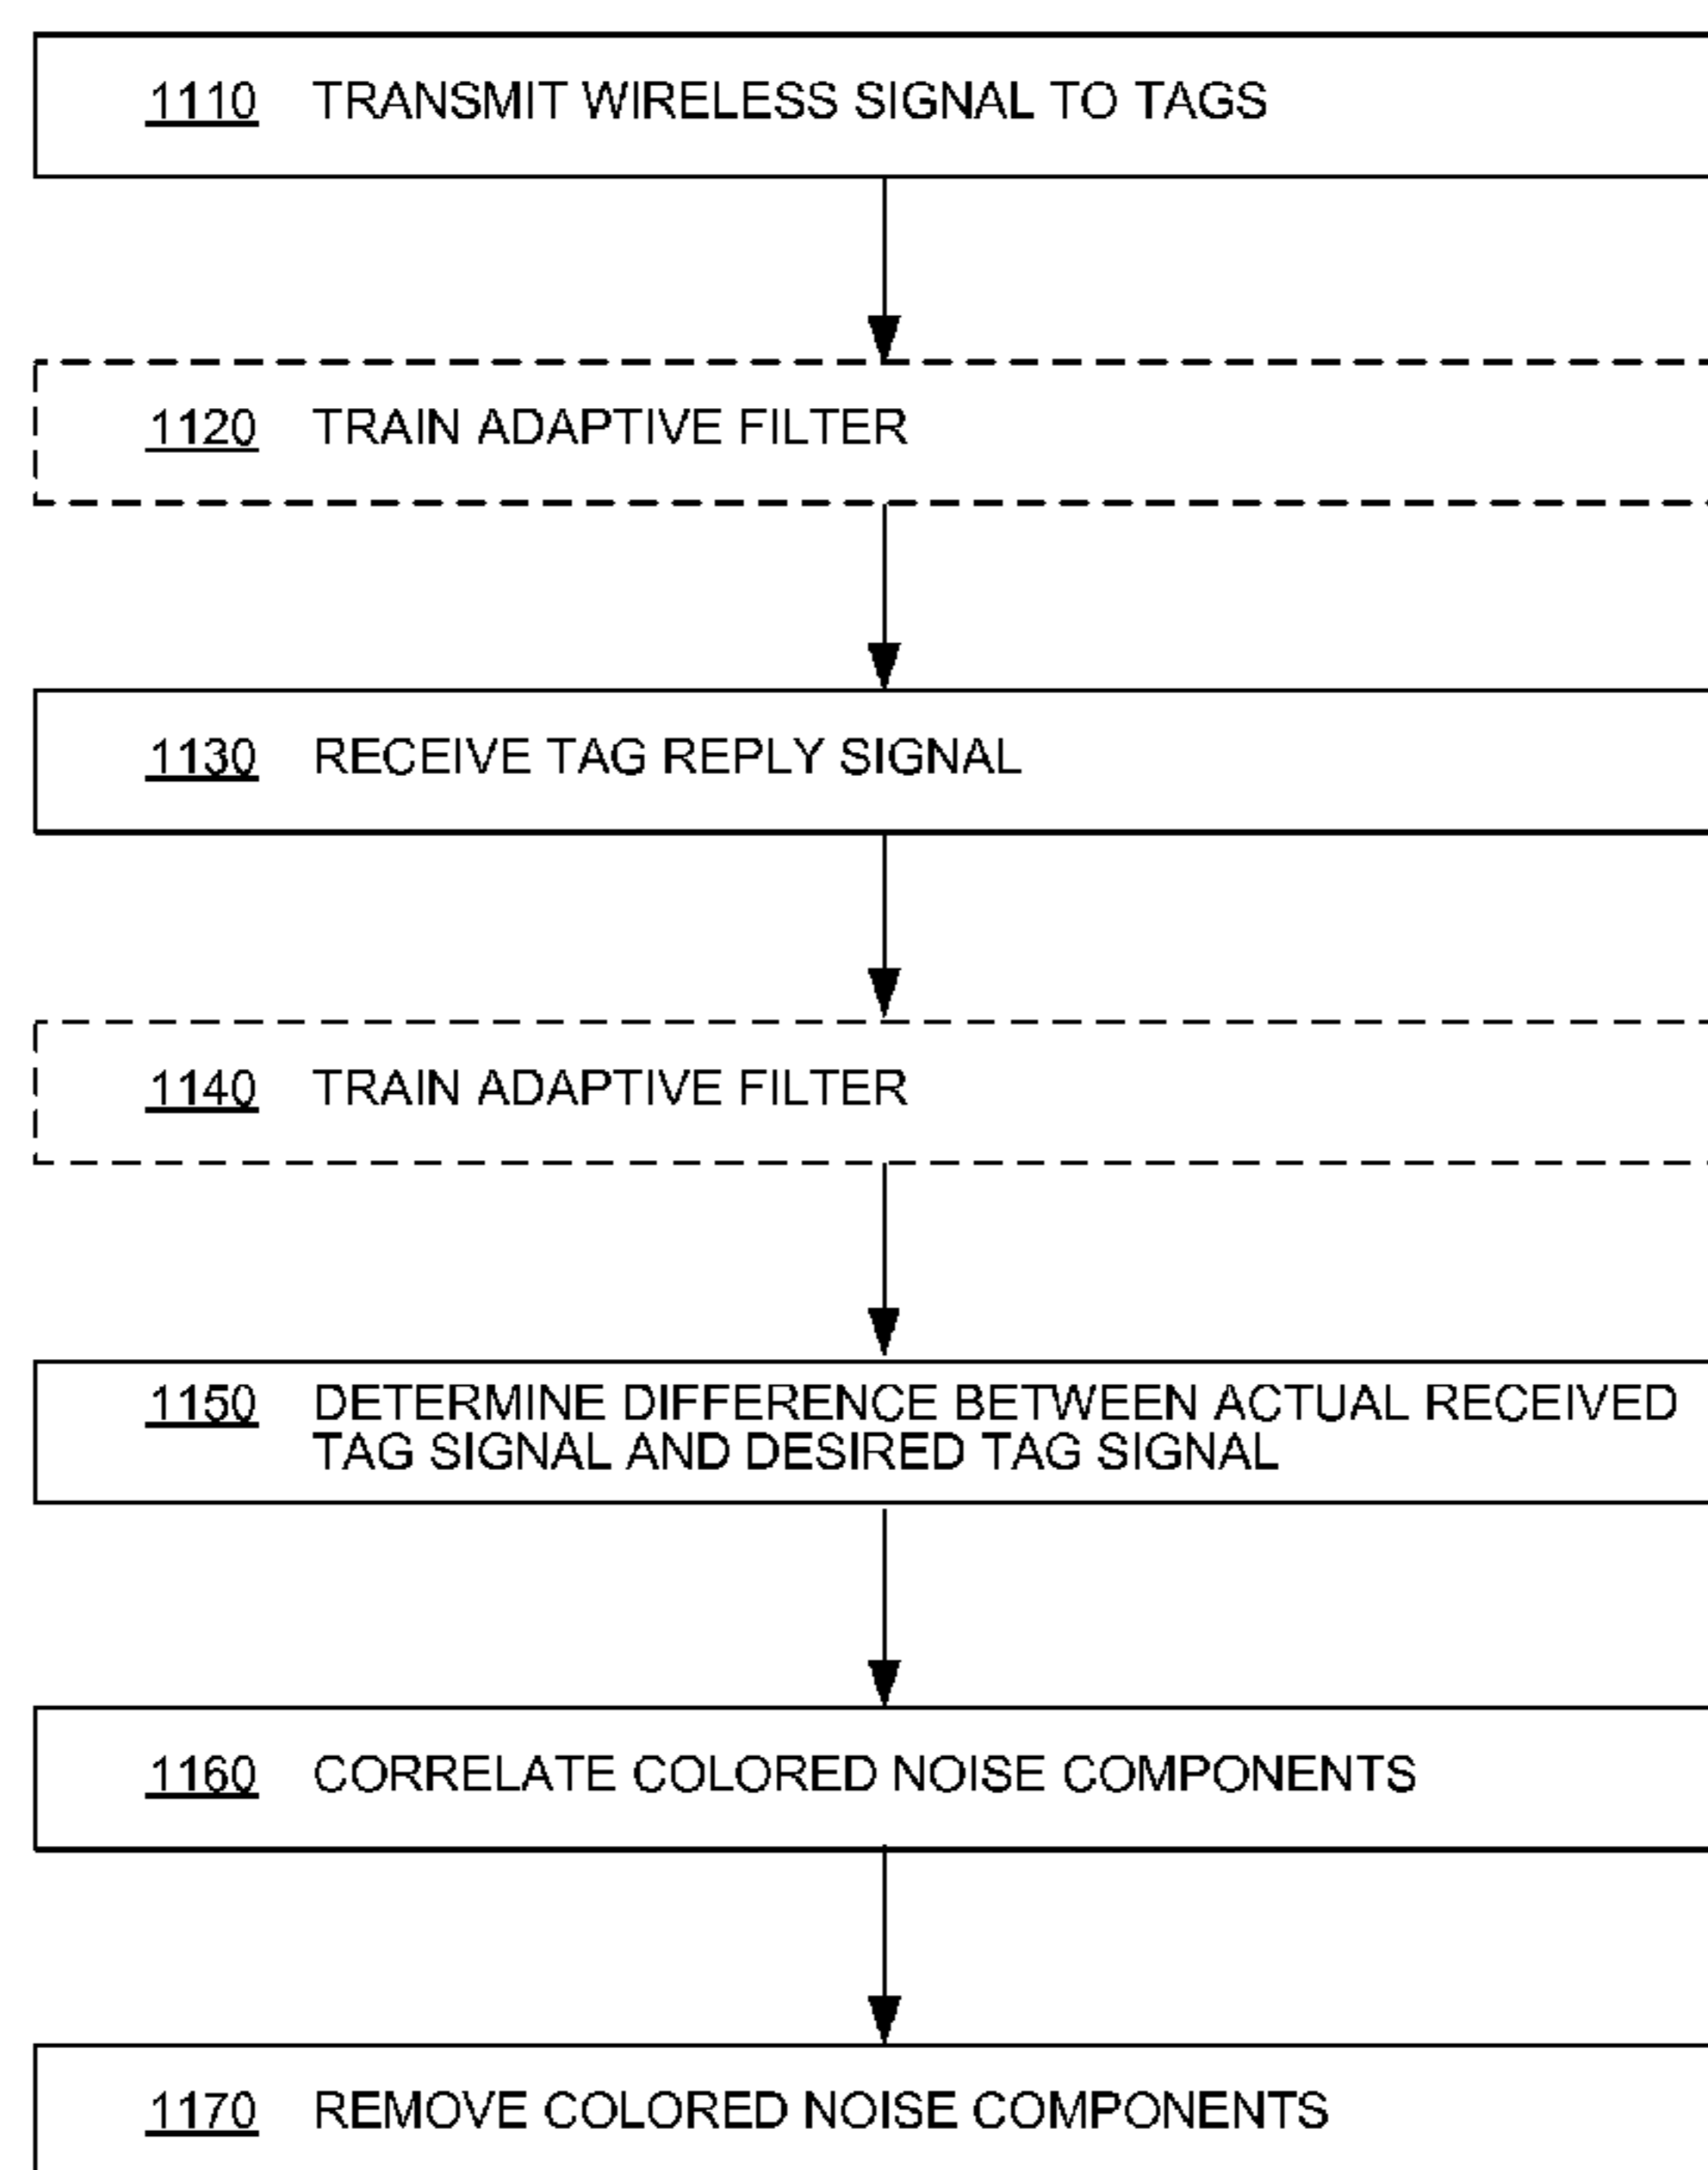 1110 TRANSMIT WIRELESS SIGNAL TO TAGS
1120 TRAIN ADAPTIVE FILTER
1130 RECEIVE TAG REPLY SIGNAL
1140 TRAIN ADAPTIVE FILTER
1150 DETERMINE DIFFERENCE BETWEEN ACTUAL RECEIVED
TAG SIGNAL AND DESIRED TAG SIGNAL
1160 CORRELATE COLORED NOISE COMPONENTS
1170 REMOVE COLORED NOISE COMPONENTS